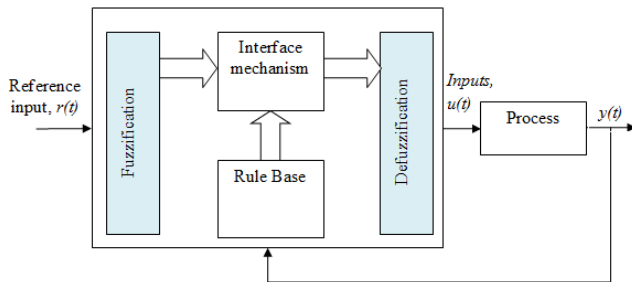 Reference
input, r(t)
Fuzzification
Interface
mechanism
Rule Base
Defuzzification
Inputs,
u(t)
Process
y(t)